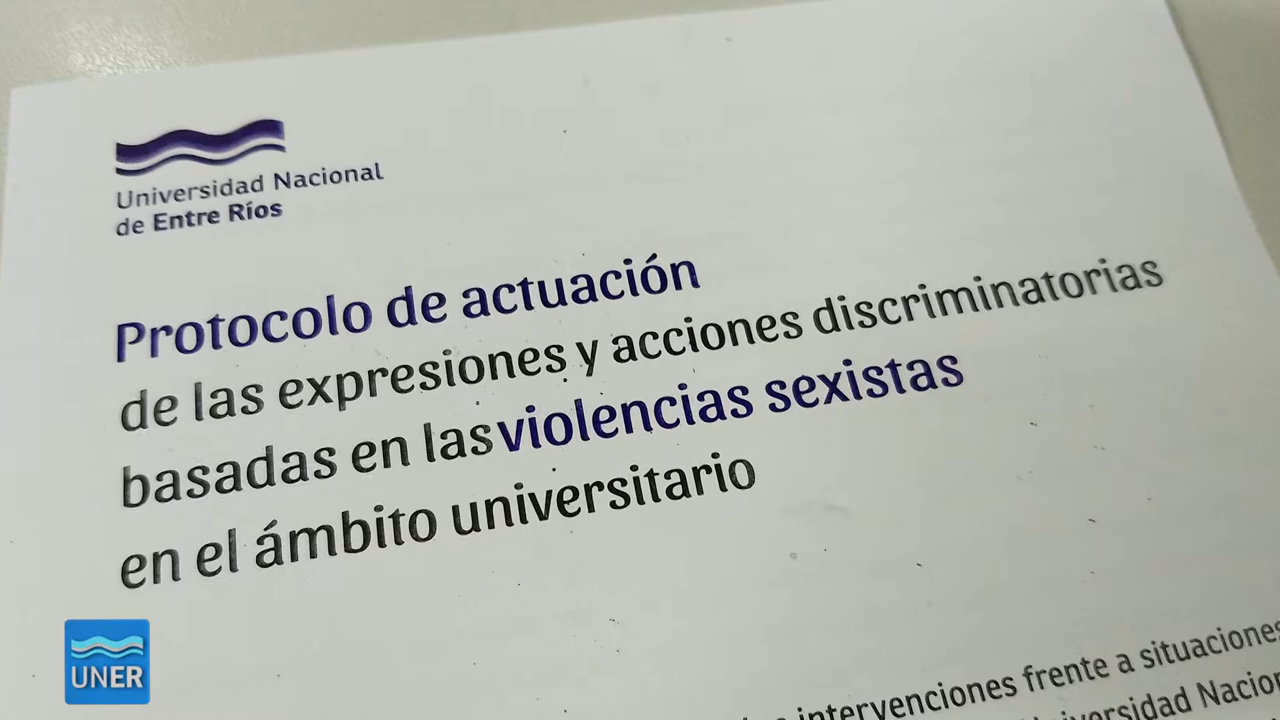 Universidad Nacional
de Entre Ríos
Protocolo de actuación
de las expresiones y acciones discriminatorias
basadas en las violencias sexistas
en el ámbito universitario
intervenciones frente a situaciones
UNER